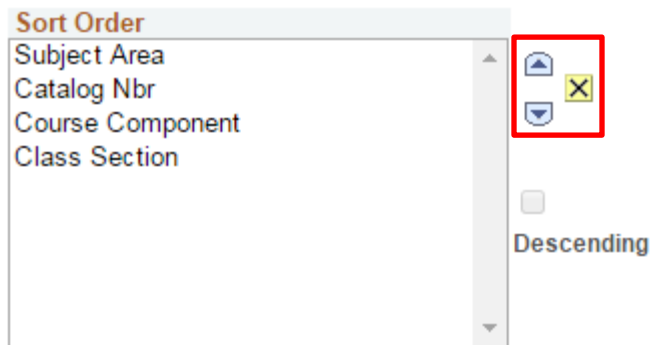 Sort Order
Subject Area
Catalog Nbr
Course Component
Class Section
Descending